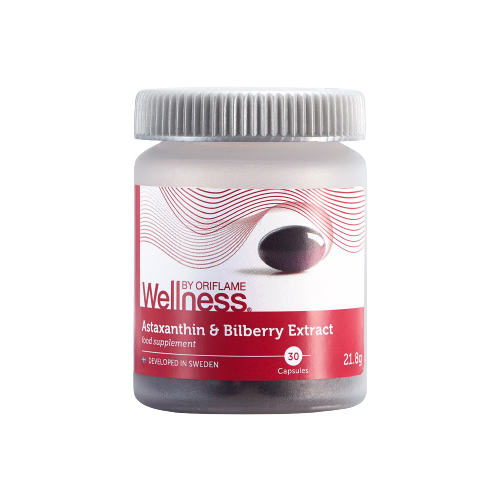 BY ORIFLAME
Wellness®
Astaxanthin & Bilberry Extract
food supplement
+ DEVELOPED IN SWEDEN
30
Capsules
21.8g